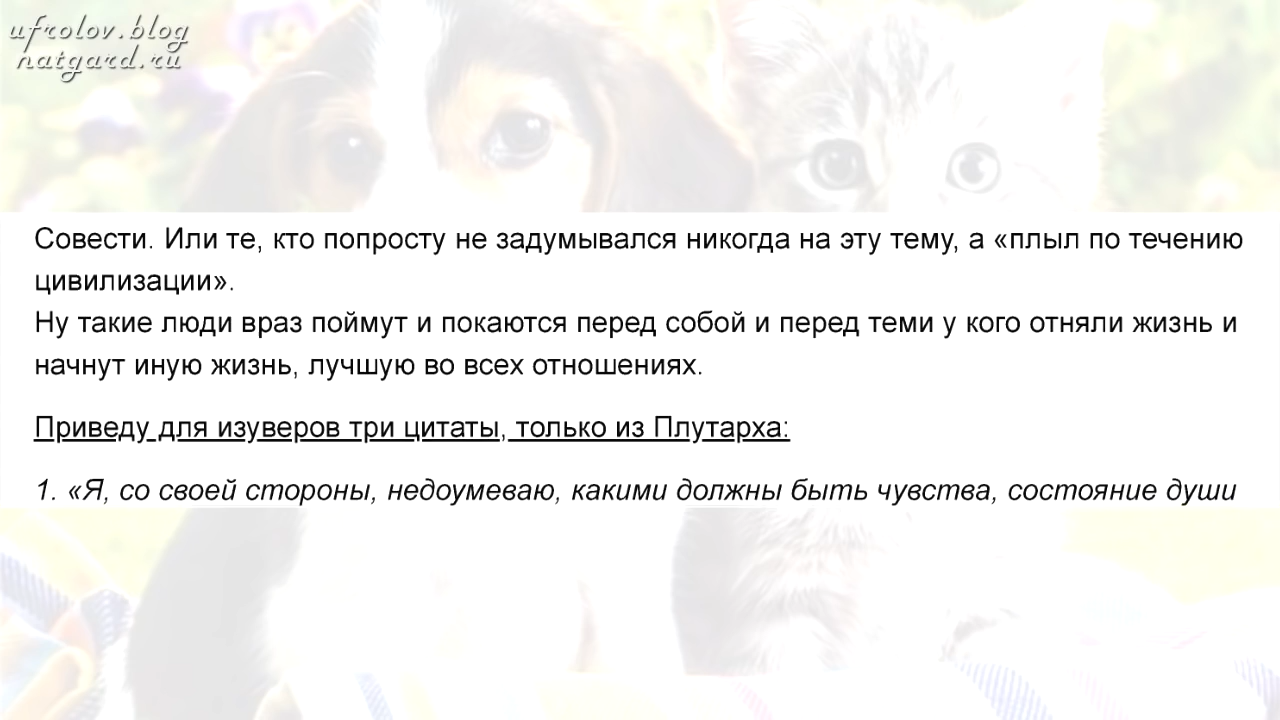 ufrolov.blog
natgard.ru
Совести. Или те, кто попросту не задумывался никогда на эту тему, а «плыл по течению
цивилизации».
Ну такие люди враз поймут и покаются перед собой и перед теми у кого отняли жизнь и
начнут иную жизнь, лучшую во всех отношениях.
Приведу для изуверов три цитаты, только из Плутарха:
1. «Я, со своей стороны, недоумеваю, какими должны быть чувства, состояние души